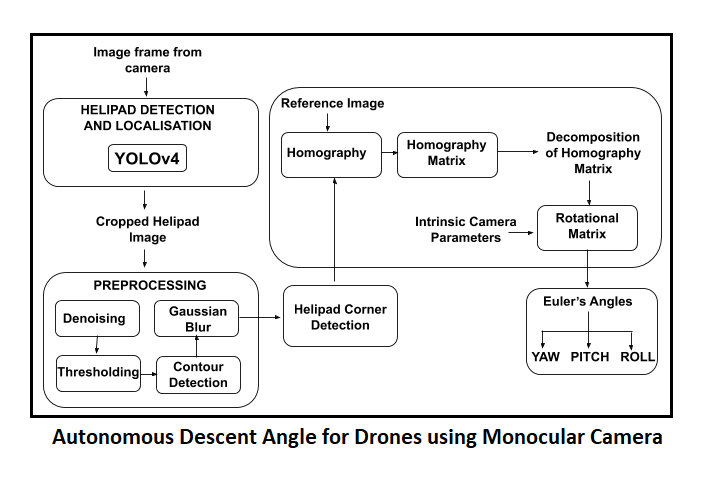 Image frame from
camera
HELIPAD DETECTION
AND LOCALISATION
YOLOv4
Cropped Helipad
Image
PREPROCESSING
Denoising
Thresholding
Contour
Detection
Gaussian
Blur
Helipad Corner
Detection
Reference Image
Homography
Homography
Matrix
Decomposition
of Homography
Matrix
Intrinsic Camera
Parameters
Rotational
Matrix
Euler's Angles
YAW
PITCH
ROLL
Autonomous Descent Angle for Drones using Monocular Camera